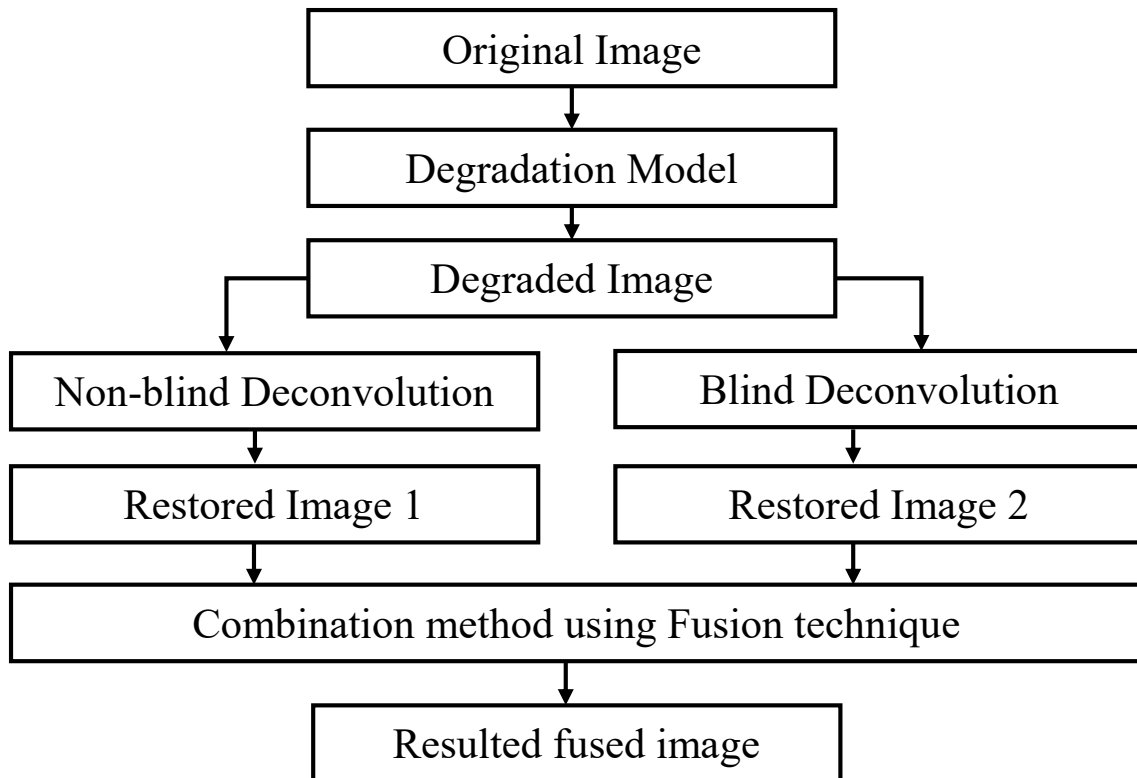 Original Image
Degradation Model
Degraded Image
Non-blind Deconvolution
Blind Deconvolution
Restored Image 1
Restored Image 2
Combination method using Fusion technique
Resulted fused image